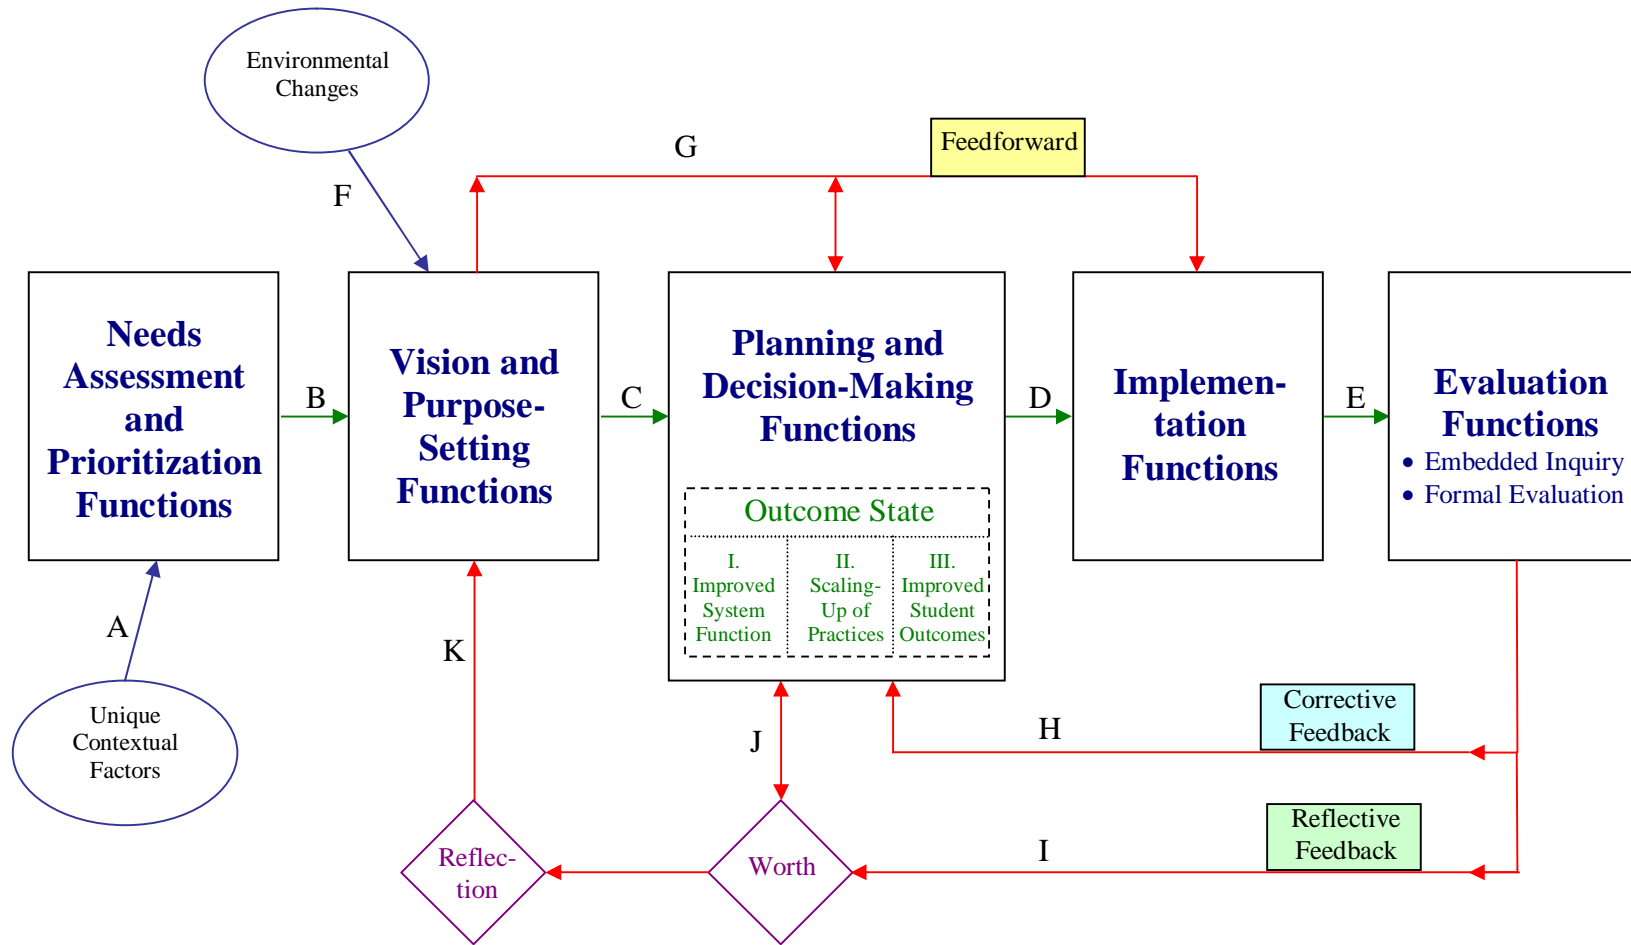 Environmental
Changes
F
G
Feedforward
Needs
Assessment
and
Prioritization
Functions
B
Vision and
Purpose-
Setting
Functions
C
Planning and
Decision-Making
Functions
Outcome State
I.
Improved
System
Function
II.
Scaling-
Up of
Practices
III.
Improved
Student
Outcomes
D
Implemen-
tation
Functions
E
Evaluation
Functions
• Embedded Inquiry
• Formal Evaluation
A
Unique
Contextual
Factors
K
J
H
Corrective
Feedback
Reflec-
tion
Worth
I
Reflective
Feedback